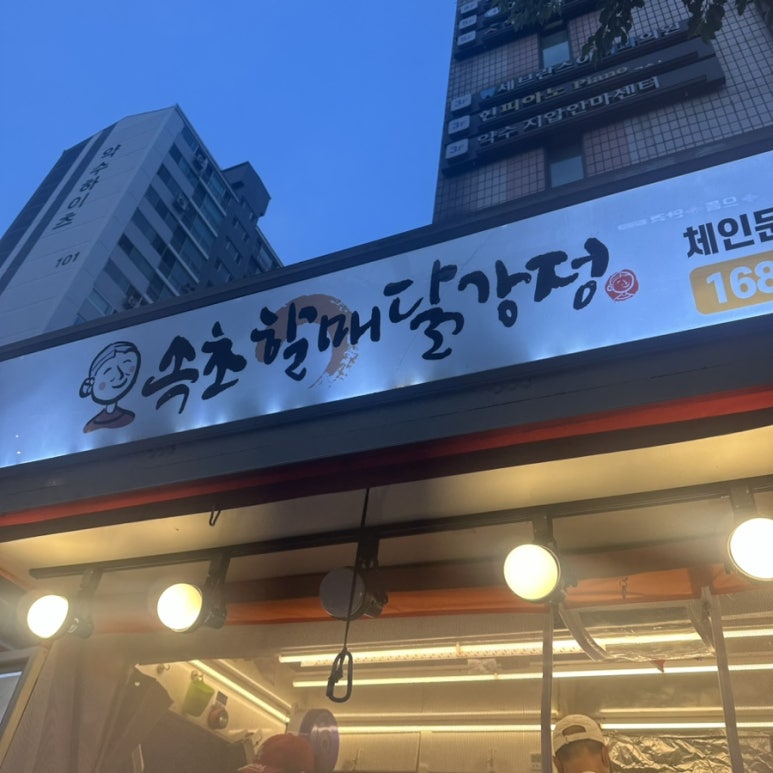 한피아노 Piano
약수 지압안마센터
약수하이츠
101
속초할매닭강정
체인문
168